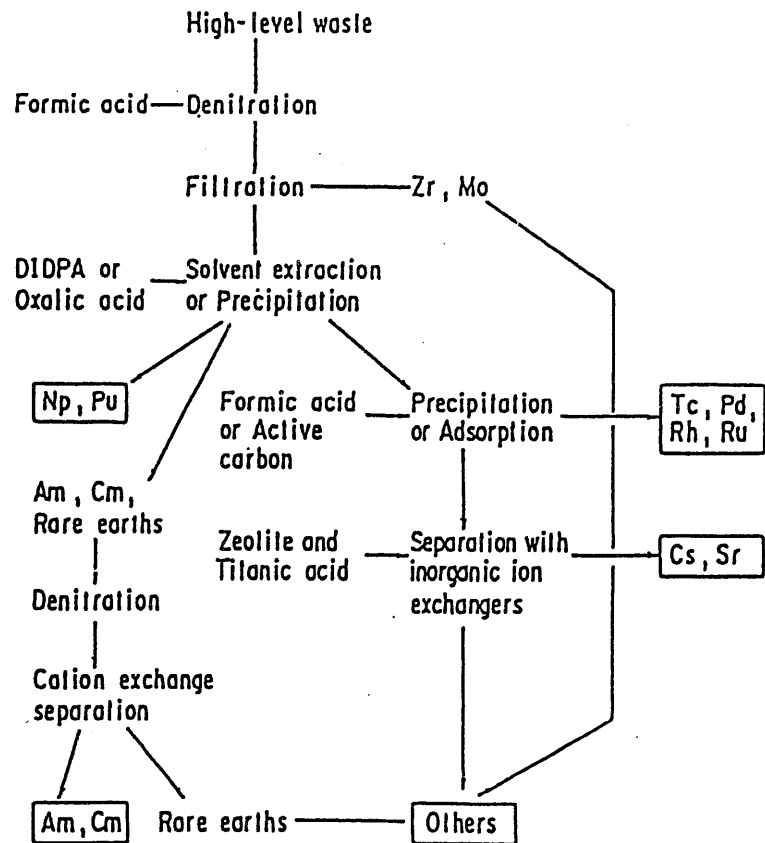 High-level waste
Formic acid
Denitration
Filtration
Zr, Mo
DIDPA or
Oxalic acid
Solvent extraction
or Precipitation
Np, Pu
Formic acid
or Active
carbon
Precipitation
or Adsorption
Tc, Pd,
Rh, Ru
Am, Cm,
Rare earths
Zeolite and
Titanic acid
Separation with
inorganic ion
exchangers
Cs, Sr
Denitration
Cation exchange
separation
Am, Cm
Rare earths
Others